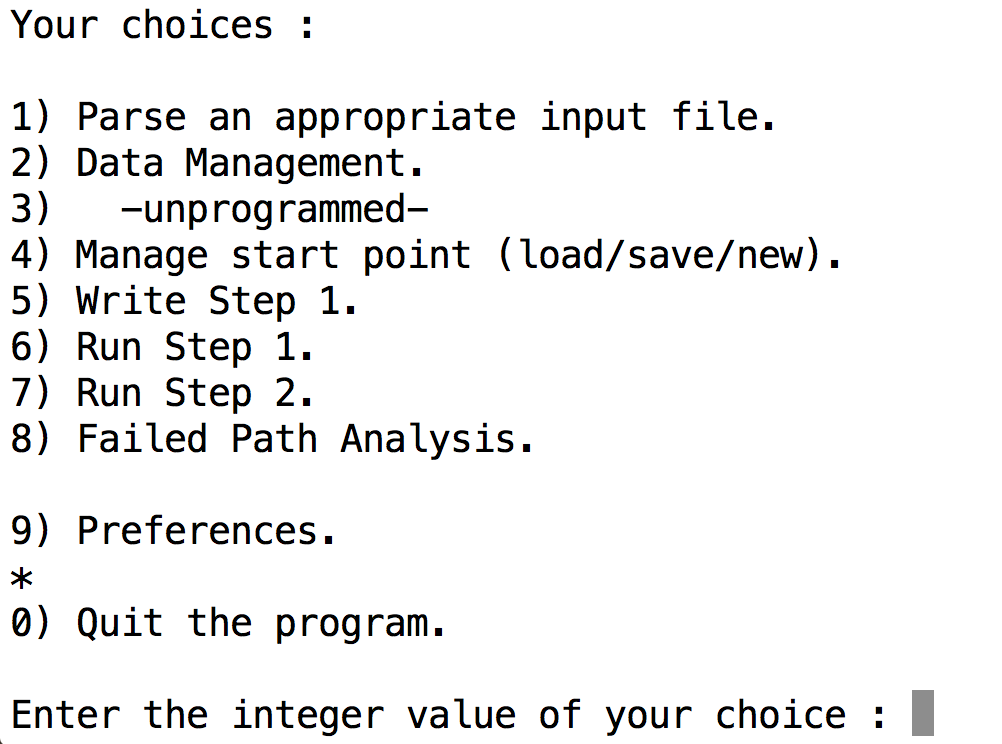 Your choices :
1) Parse an appropriate input file.
2) Data Management.
3)   -unprogrammed-
4) Manage start point (load/save/new).
5) Write Step 1.
6) Run Step 1.
7) Run Step 2.
8) Failed Path Analysis.
9) Preferences.
*
0) Quit the program.
Enter the integer value of your choice :